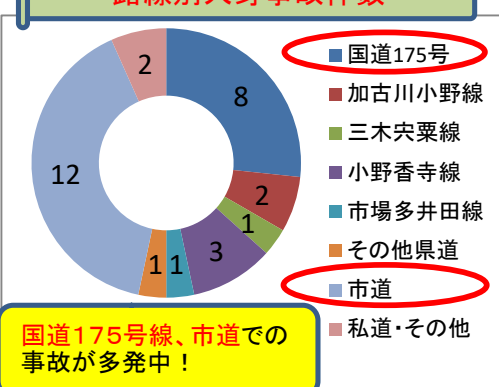 路線別人身事故件数
国道175号
加古川小野線
三木宍粟線
小野香寺線
市場多井田線
その他県道
市道
私道・その他
8
2
1
3
1
1
12
2
国道175号線、市道での
事故が多発中！